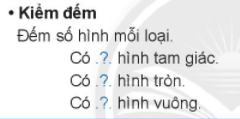 • Kiểm đếm
Đếm số hình mỗi loại.
Có .?. hình tam giác.
Có .?. hình tròn.
Có .?. hình vuông.